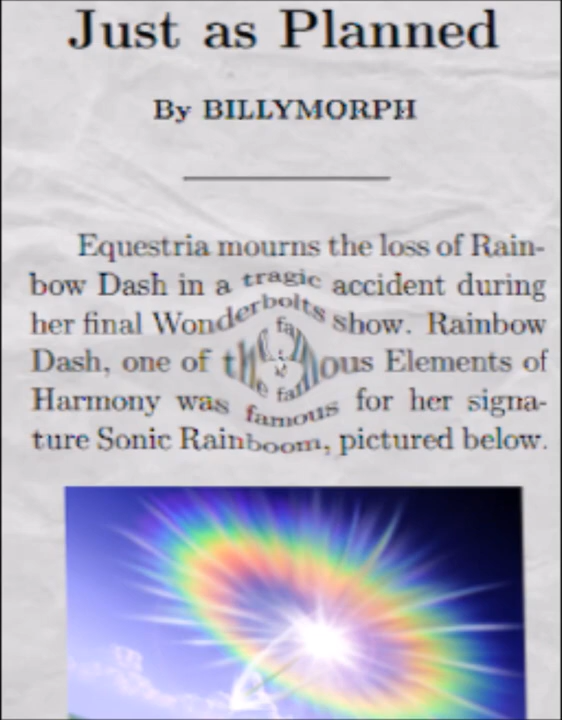 Just as Planned
By BILLYMORPH
Equestria mourns the loss of Rain-
bow Dash in a tragic accident during
her final Wonderbolts show. Rainbow
Dash, one of the famous Elements of
Harmony was famous for her signa-
ture Sonic Rainboom, pictured below.